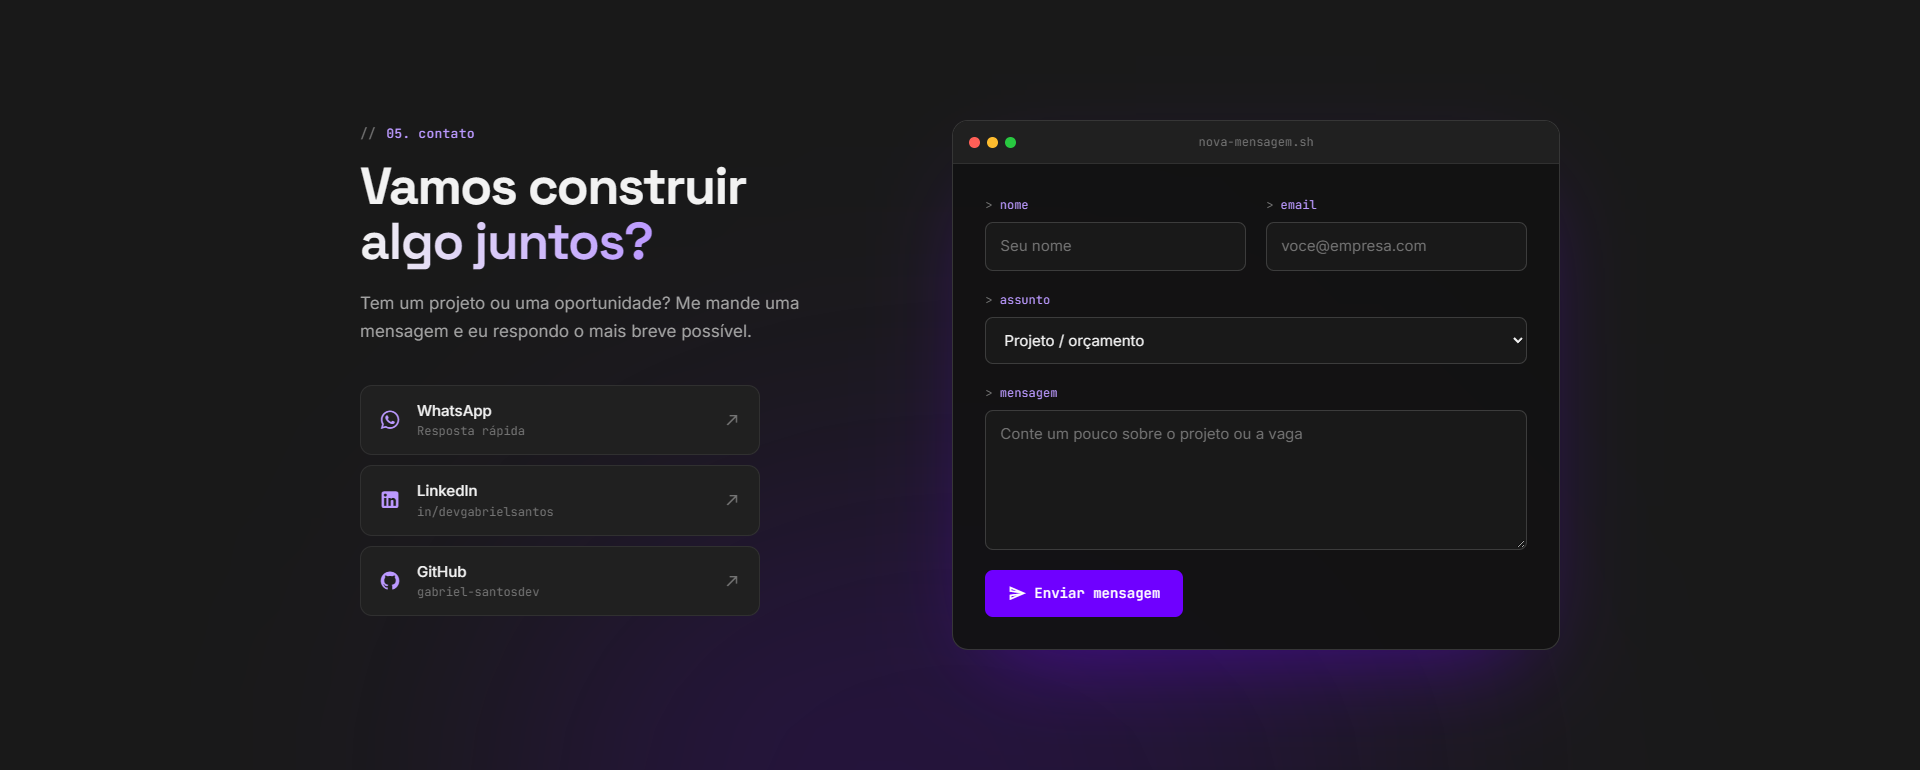 // 05. contato
Vamos construir
algo juntos?
Tem um projeto ou uma oportunidade? Me mande uma
mensagem e eu respondo o mais breve possível.
WhatsApp
Resposta rápida
LinkedIn
in/devgabrielsantos
GitHub
gabriel-santosdev
nova-mensagem.sh
> nome
Seu nome
> email
voce@empresa.com
> assunto
Projeto / orçamento
> mensagem
Conte um pouco sobre o projeto ou a vaga
Enviar mensagem